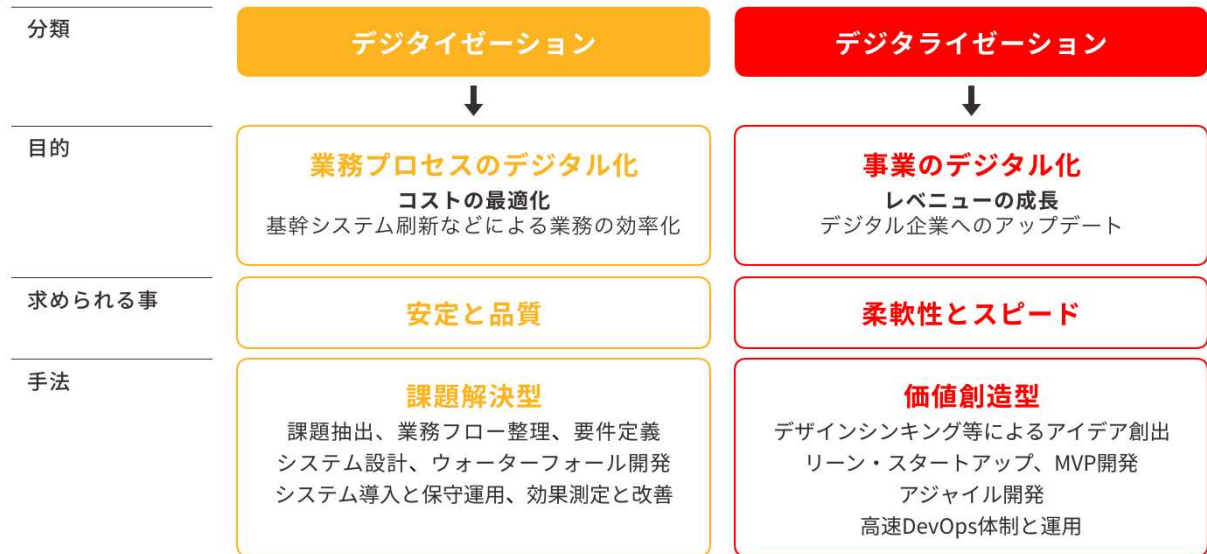 分類
デジタイゼーション
デジタライゼーション
目的
業務プロセスのデジタル化
コストの最適化
基幹システム刷新などによる業務の効率化
事業のデジタル化
レベニューの成長
デジタル企業へのアップデート
求められる事
安定と品質
柔軟性とスピード
手法
課題解決型
課題抽出、業務フロー整理、要件定義
システム設計、ウォーターフォール開発
システム導入と保守運用、効果測定と改善
価値創造型
デザインシンキング等によるアイデア創出
リーン・スタートアップ、MVP開発
アジャイル開発
高速DevOps体制と運用